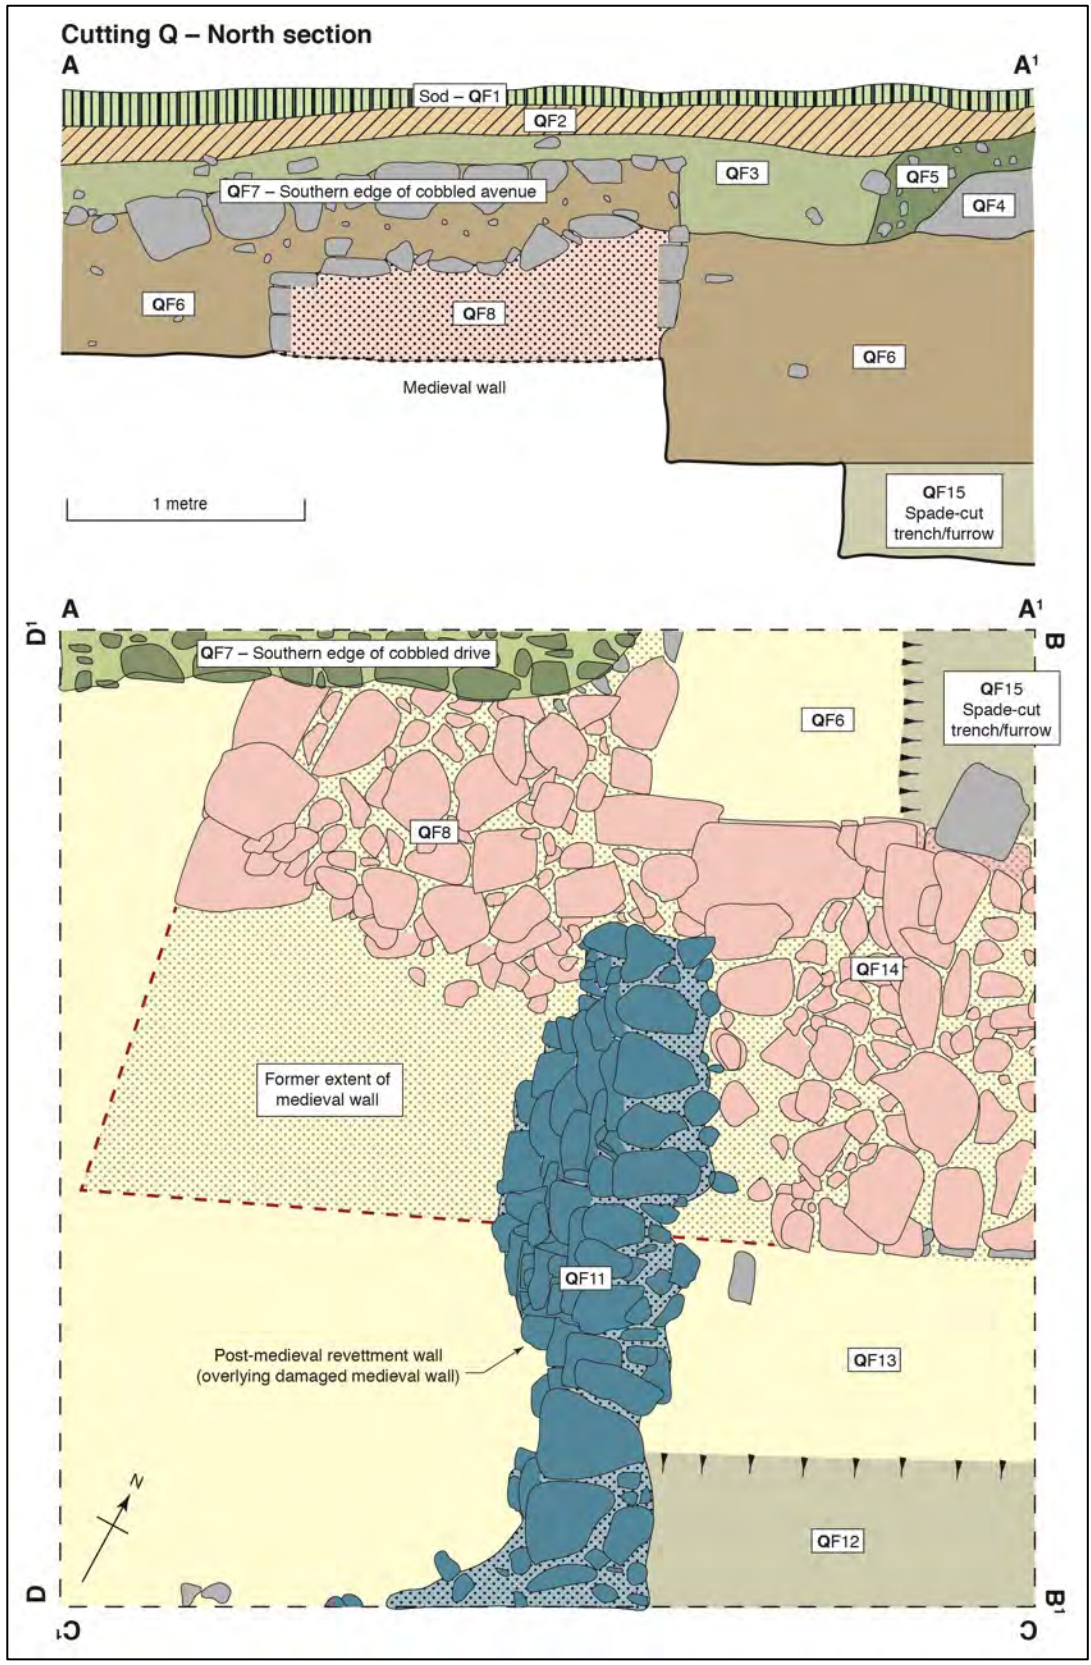 Cutting Q – North section
A
A¹
Sod – QF1
QF2
QF3
QF5
QF7 – Southern edge of cobbled avenue
QF4
QF6
QF8
QF6
Medieval wall
1 metre
QF15
Spade-cut
trench/furrow
A
A¹
D¹
B
QF7 – Southern edge of cobbled drive
QF15
Spade-cut
trench/furrow
QF6
QF8
QF14
Former extent of
medieval wall
QF11
Post-medieval revettment wall
(overlying damaged medieval wall)
QF13
N
QF12
D
B¹
C¹
C